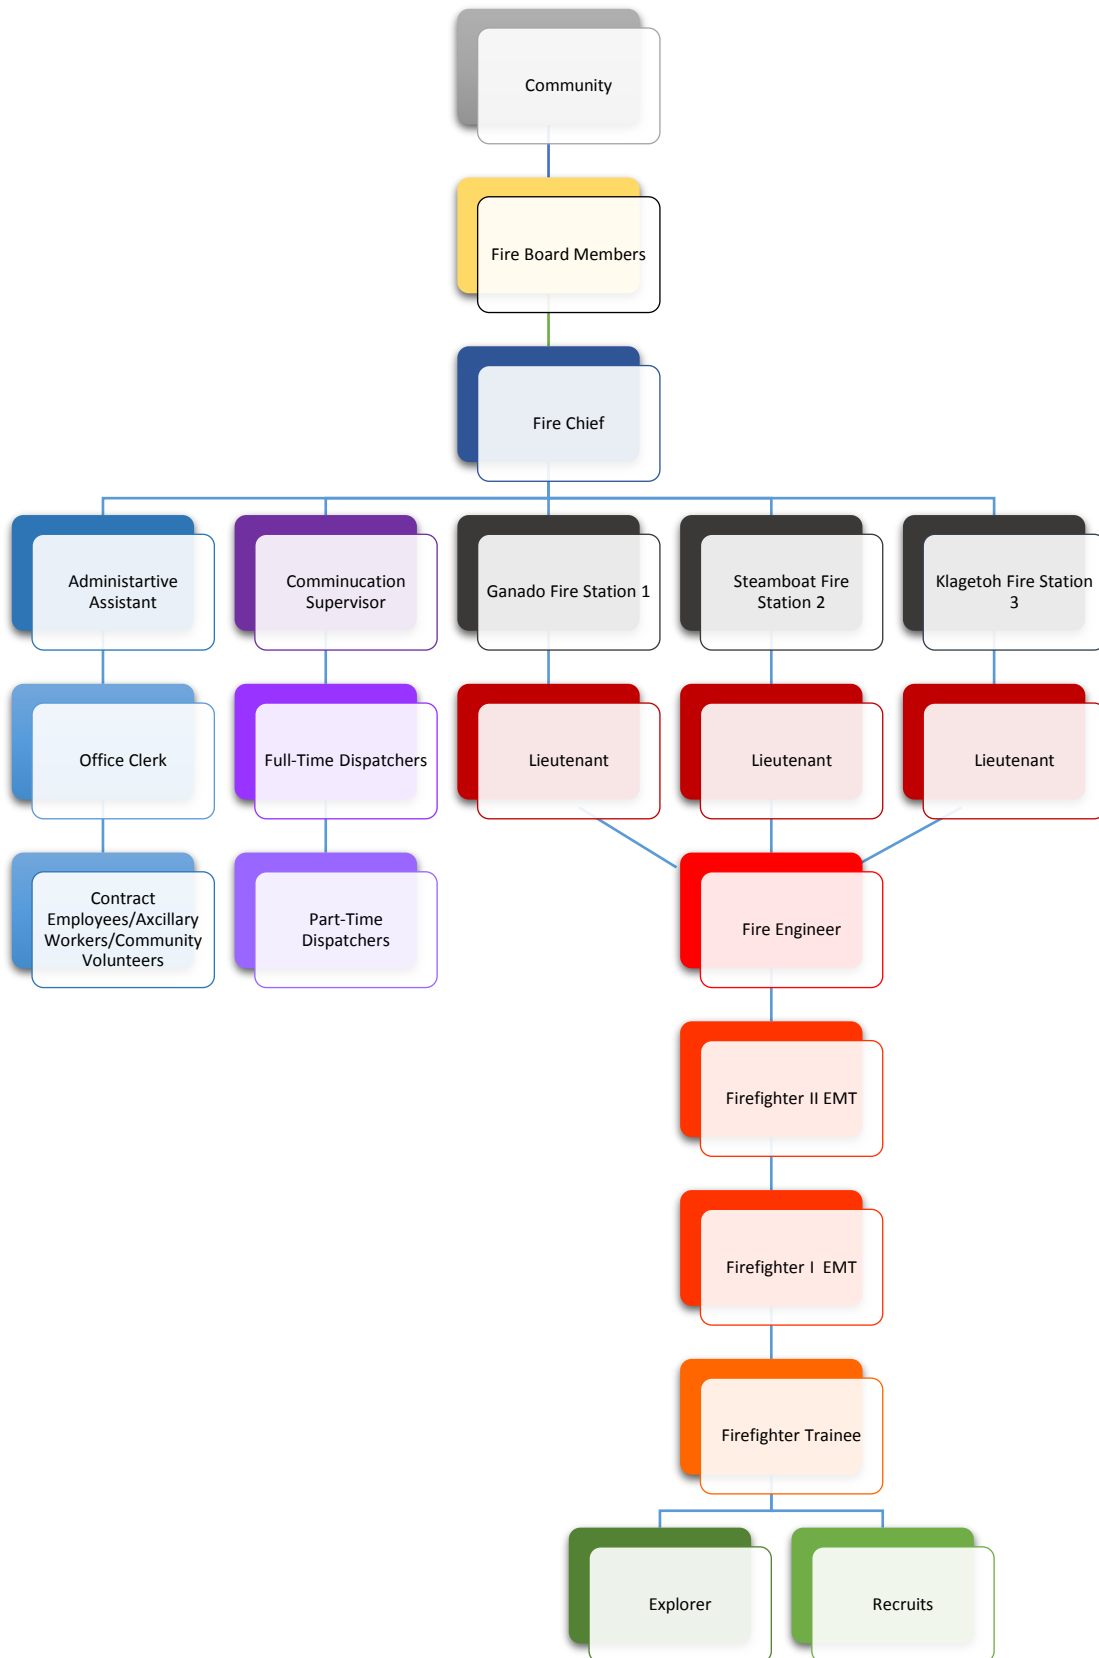 Community
Fire Board Members
Fire Chief
Administartive
Assistant
Comminucation
Supervisor
Ganado Fire Station 1
Steamboat Fire
Station 2
Klagetoh Fire Station
3
Office Clerk
Full-Time Dispatchers
Lieutenant
Lieutenant
Lieutenant
Contract
Employees/Axcillary
Workers/Community
Volunteers
Part-Time
Dispatchers
Fire Engineer
Firefighter II EMT
Firefighter I  EMT
Firefighter Trainee
Explorer
Recruits